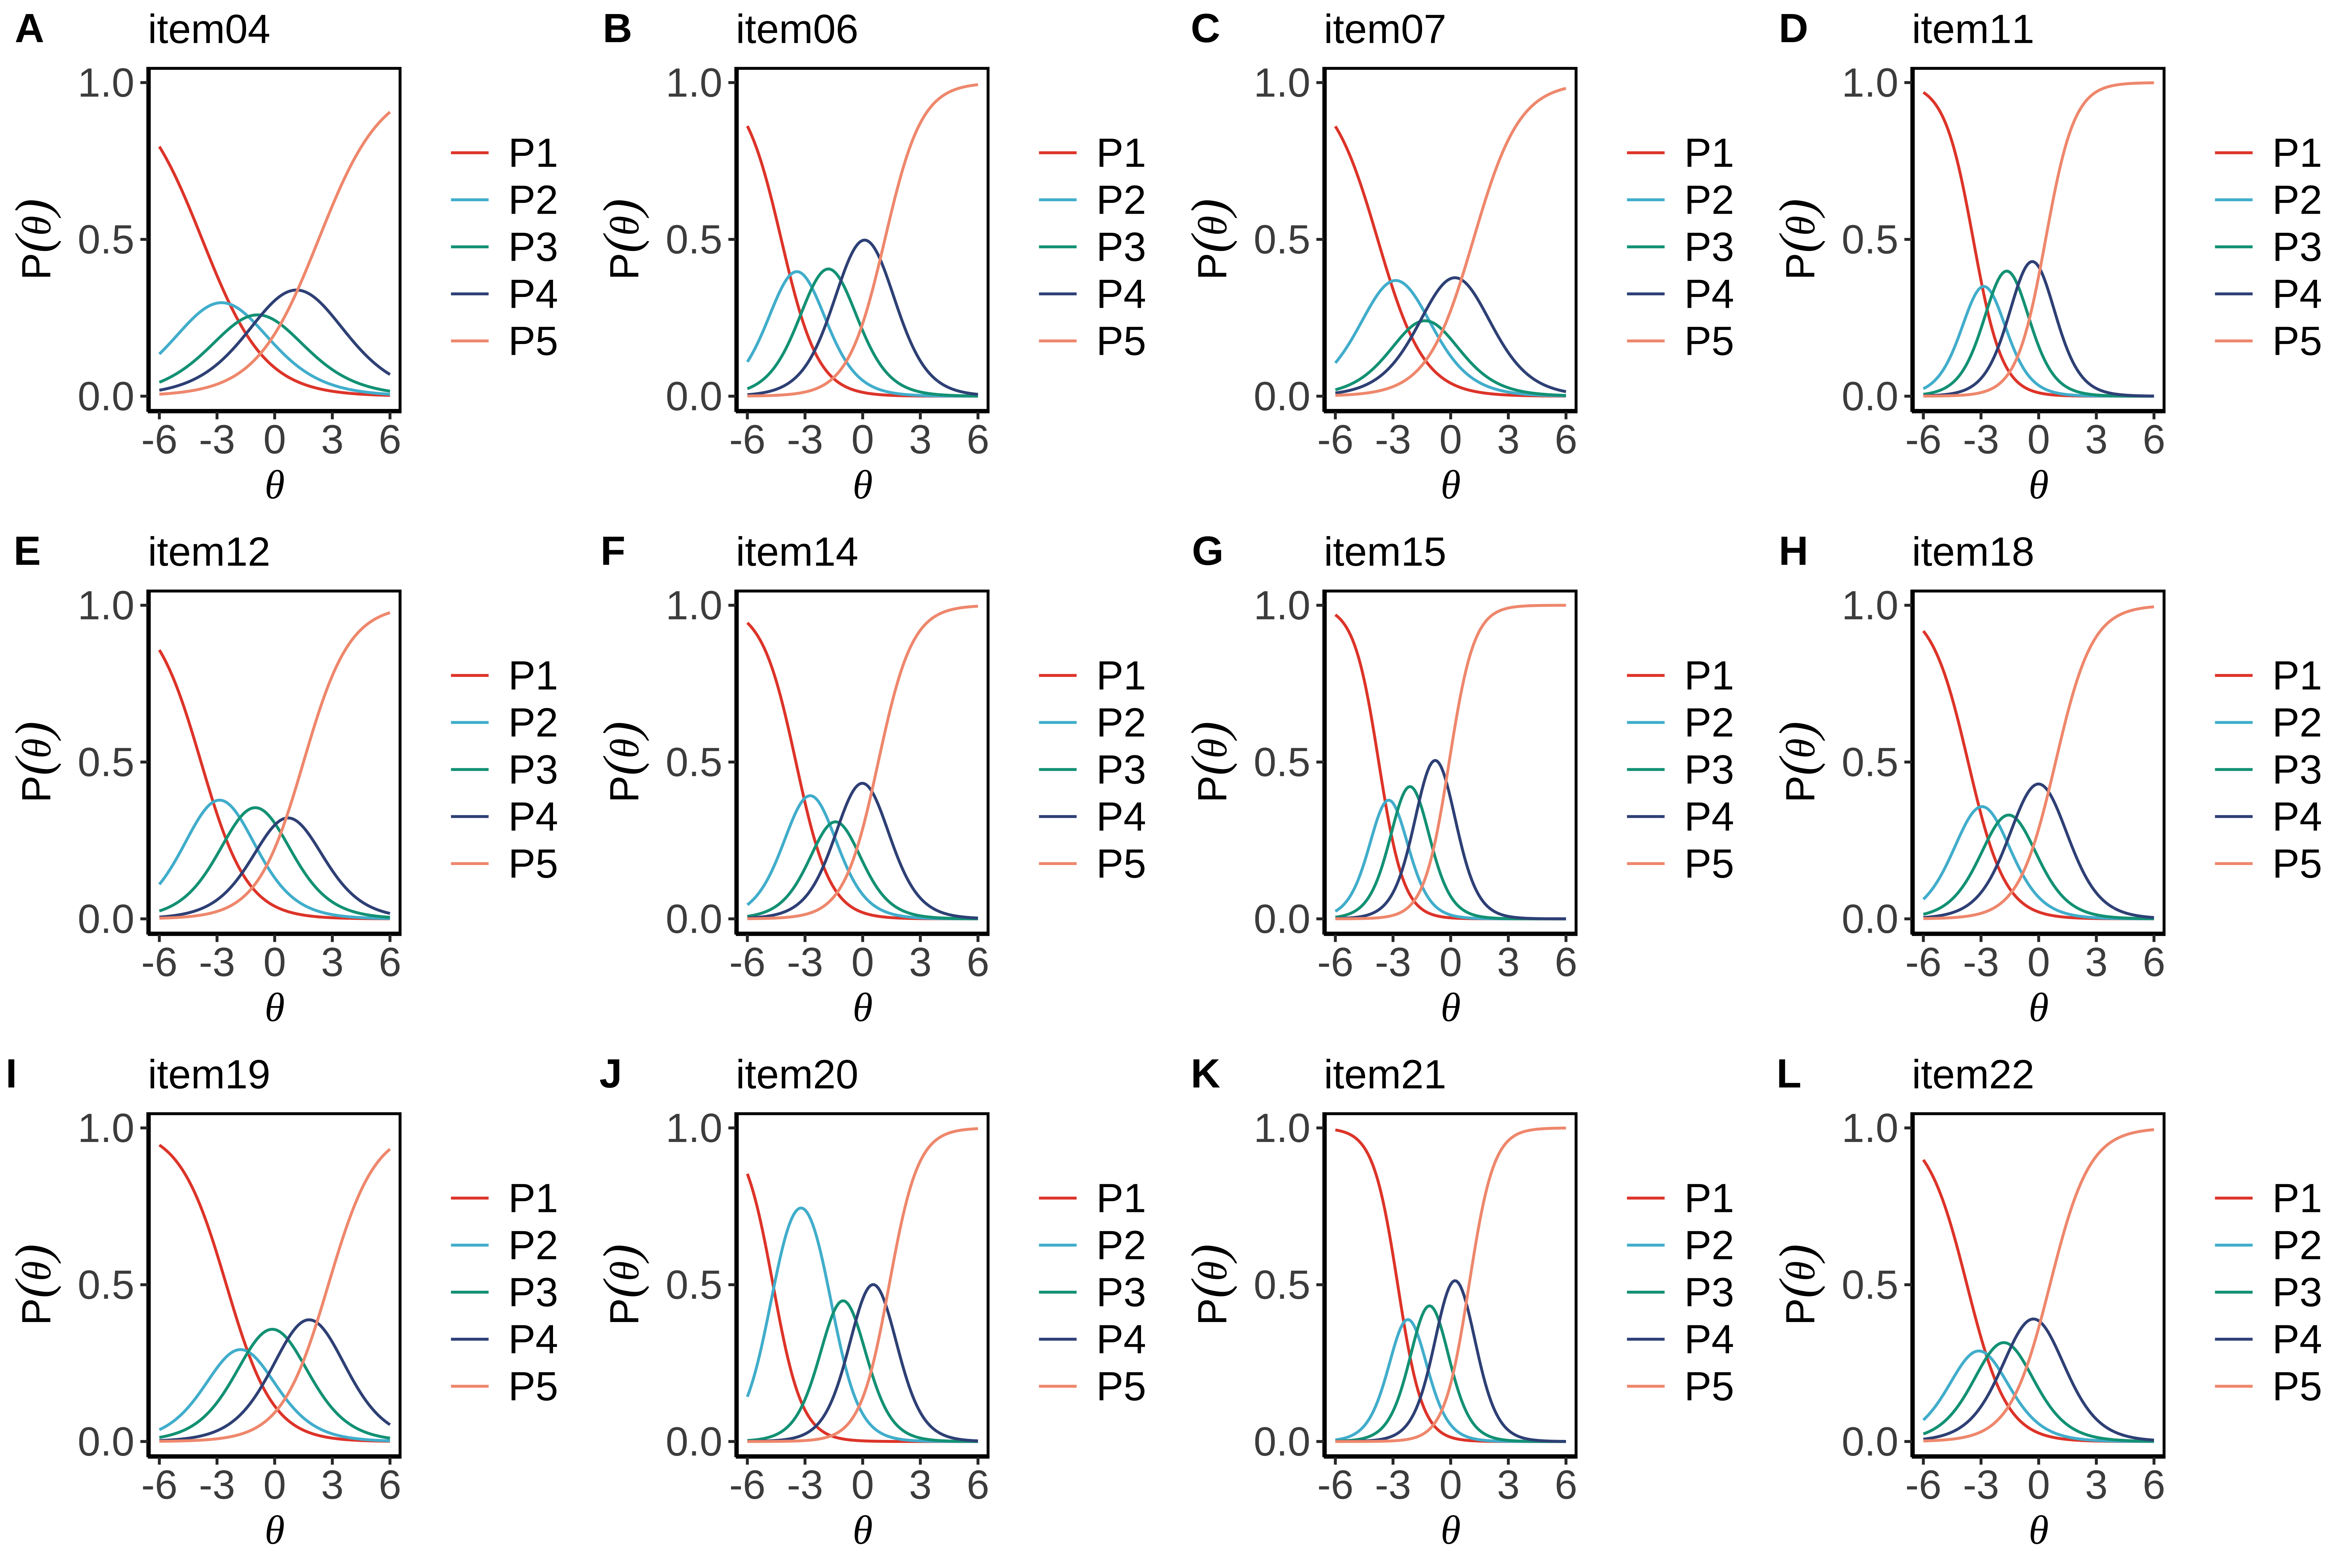 A item04
1.0
0.5
0.0
P(θ)
-6 -3 0 3 6
θ
P1
P2
P3
P4
P5
B item06
1.0
0.5
0.0
P(θ)
-6 -3 0 3 6
θ
P1
P2
P3
P4
P5
C item07
1.0
0.5
0.0
P(θ)
-6 -3 0 3 6
θ
P1
P2
P3
P4
P5
D item11
1.0
0.5
0.0
P(θ)
-6 -3 0 3 6
θ
P1
P2
P3
P4
P5
E item12
1.0
0.5
0.0
P(θ)
-6 -3 0 3 6
θ
P1
P2
P3
P4
P5
F item14
1.0
0.5
0.0
P(θ)
-6 -3 0 3 6
θ
P1
P2
P3
P4
P5
G item15
1.0
0.5
0.0
P(θ)
-6 -3 0 3 6
θ
P1
P2
P3
P4
P5
H item18
1.0
0.5
0.0
P(θ)
-6 -3 0 3 6
θ
P1
P2
P3
P4
P5
I item19
1.0
0.5
0.0
P(θ)
-6 -3 0 3 6
θ
P1
P2
P3
P4
P5
J item20
1.0
0.5
0.0
P(θ)
-6 -3 0 3 6
θ
P1
P2
P3
P4
P5
K item21
1.0
0.5
0.0
P(θ)
-6 -3 0 3 6
θ
P1
P2
P3
P4
P5
L item22
1.0
0.5
0.0
P(θ)
-6 -3 0 3 6
θ
P1
P2
P3
P4
P5